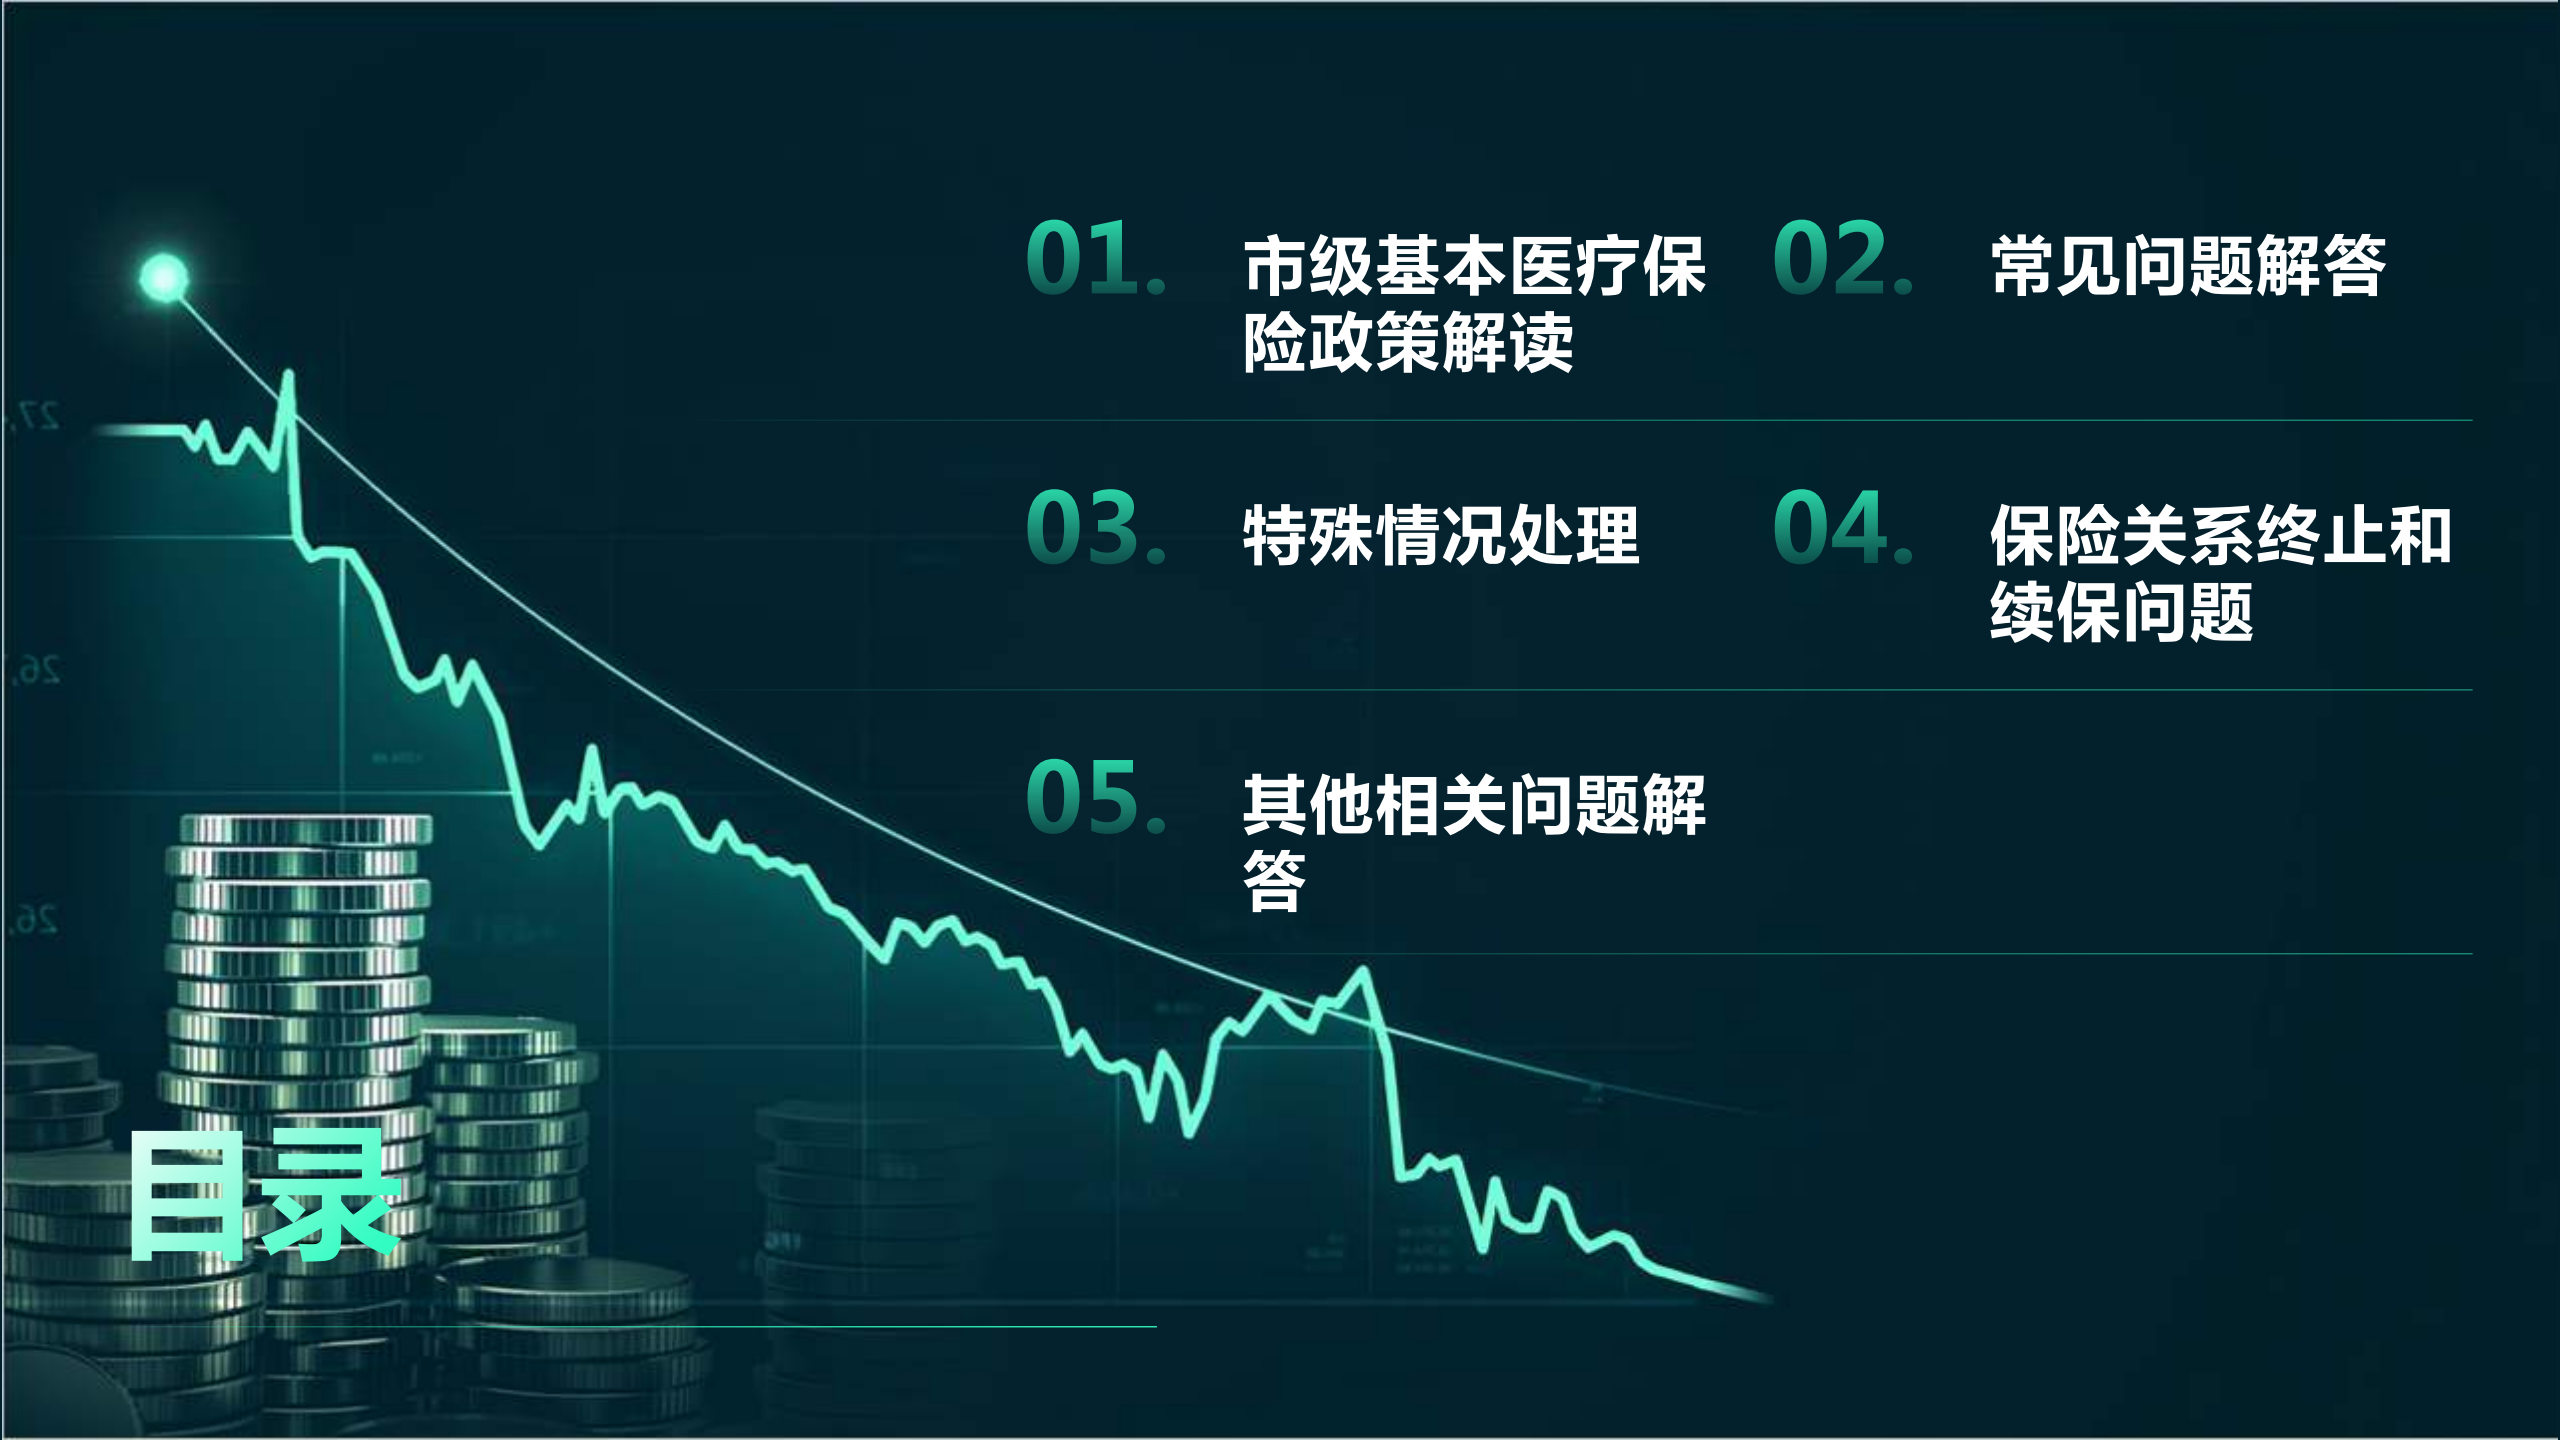 01.
市级基本医疗保
险政策解读
02.
常见问题解答
03.
特殊情况处理
04.
保险关系终止和
续保问题
05.
其他相关问题解
答
目录